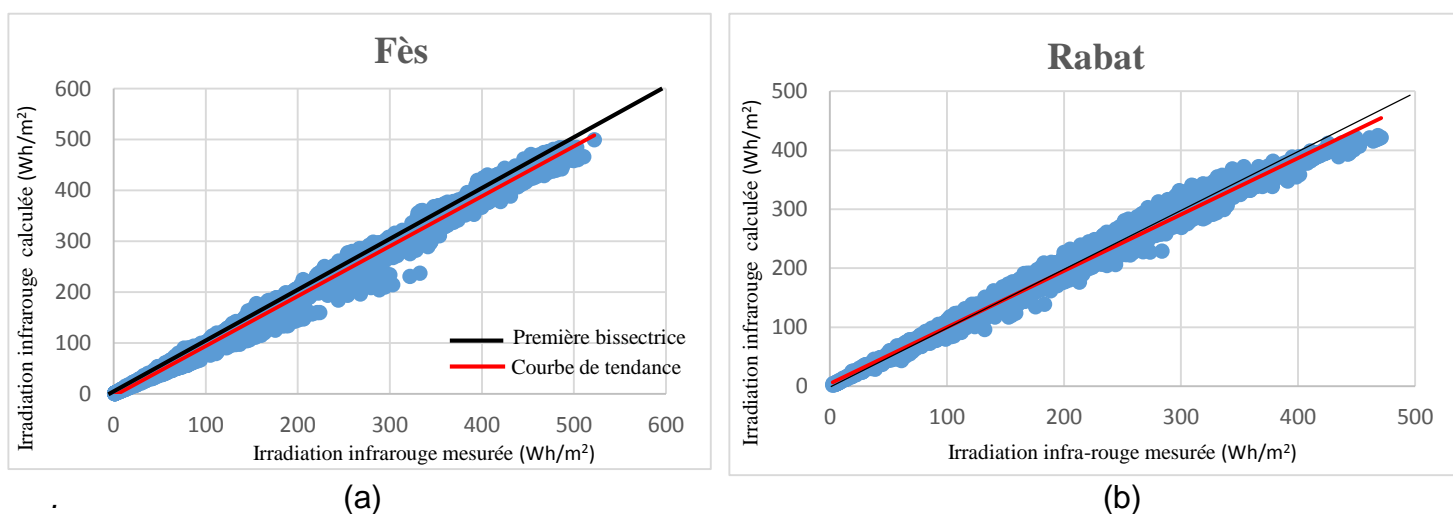 Fès
Irradiation infrarouge calculée (Wh/m²)
600
500
400
300
200
100
0
Première bissectrice
Courbe de tendance
0 100 200 300 400 500 600
Irradiation infrarouge mesurée (Wh/m²)
. (a)
Rabat
Irradiation infrarouge calculée (Wh/m²)
500
400
300
200
100
0
0 100 200 300 400 500
Irradiation infra-rouge mesurée (Wh/m²)
(b)